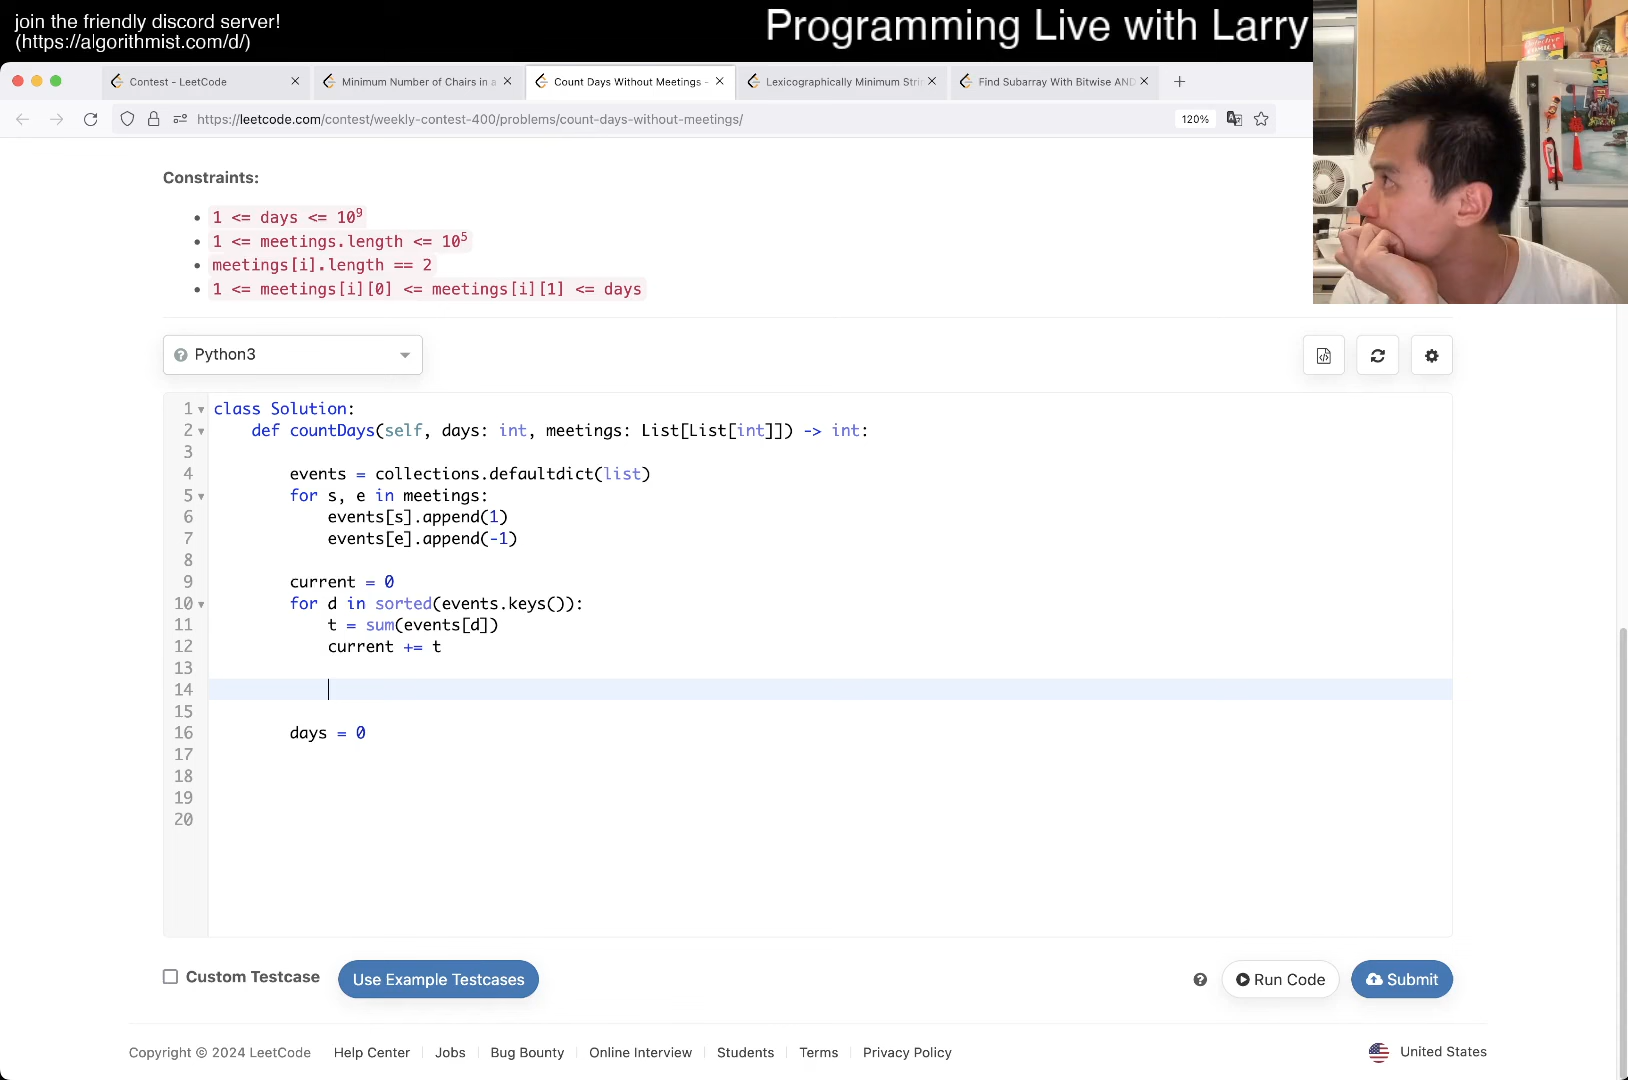 join the friendly discord server!
(https://algorithmist.com/d/)
Programming Live with Larry
Contest - LeetCode
Minimum Number of Chairs in a
Count Days Without Meetings -
Lexicographically Minimum Stri
Find Subarray With Bitwise AND
https://leetcode.com/contest/weekly-contest-400/problems/count-days-without-meetings/
120%
Constraints:
1 <= days <= 10⁹
1 <= meetings.length <= 10⁵
meetings[i].length == 2
1 <= meetings[i][0] <= meetings[i][1] <= days
Python3
1 class Solution:
2 def countDays(self, days: int, meetings: List[List[int]]) -> int:
3
4 events = collections.defaultdict(list)
5 for s, e in meetings:
6 events[s].append(1)
7 events[e].append(-1)
8
9 current = 0
10 for d in sorted(events.keys()):
11 t = sum(events[d])
12 current += t
13
14
15
16 days = 0
17
18
19
20
Custom Testcase
Use Example Testcases
Run Code
Submit
Copyright © 2024 LeetCode
Help Center
Jobs
Bug Bounty
Online Interview
Students
Terms
Privacy Policy
United States